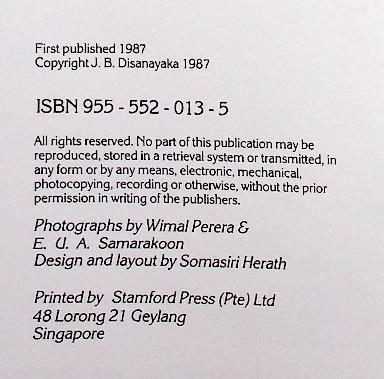 First published 1987
Copyright J. B. Disanayaka 1987
ISBN 955 - 552 - 013 - 5
All rights reserved. No part of this publication may be
reproduced, stored in a retrieval system or transmitted, in
any form or by any means, electronic, mechanical,
photocopying, recording or otherwise, without the prior
permission in writing of the publishers.
Photographs by Wimal Perera &
E. U. A. Samarakoon
Design and layout by Somasiri Herath
Printed by Stamford Press (Pte) Ltd
48 Lorong 21 Geylang
Singapore